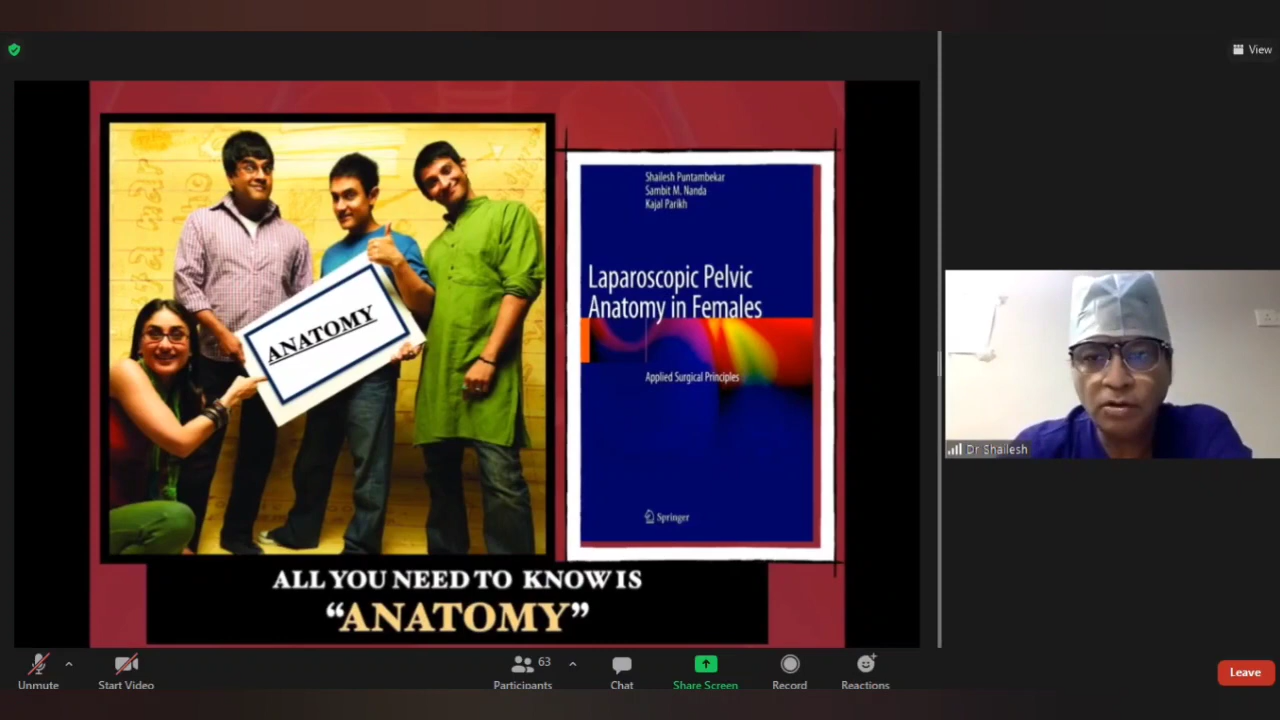 View
ANATOMY
Shailesh Puntambekar
Sambit M. Nanda
Kajal Parikh
Laparoscopic Pelvic
Anatomy in Females
Applied Surgical Principles
Springer
ALL YOU NEED TO KNOW IS
“ANATOMY”
Dr Shailesh
Unmute
Start Video
63
Participants
Chat
Share Screen
Record
Reactions
Leave